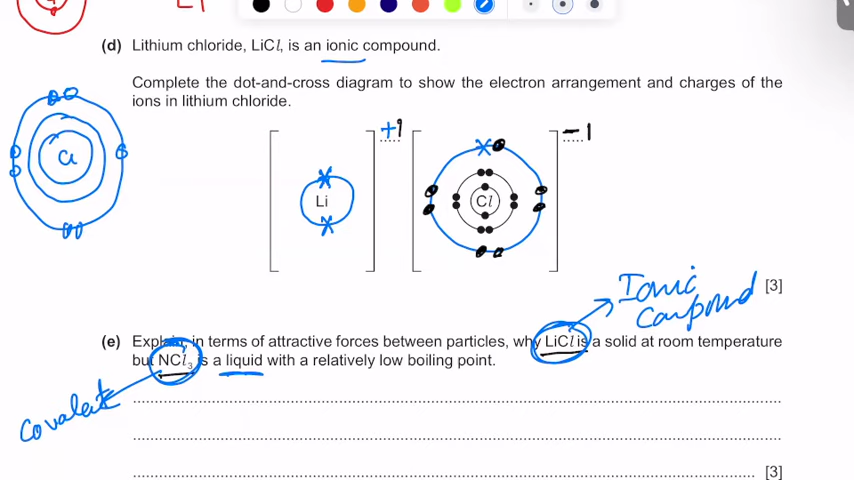 (d) Lithium chloride, LiCl, is an ionic compound.
Complete the dot-and-cross diagram to show the electron arrangement and charges of the
ions in lithium chloride.
Cl
+1
-1
Li
Cl
[3]
Ionic
Compound
(e) Explain, in terms of attractive forces between particles, why LiCl is a solid at room temperature
but NCl₃ is a liquid with a relatively low boiling point.
Covalent
[3]